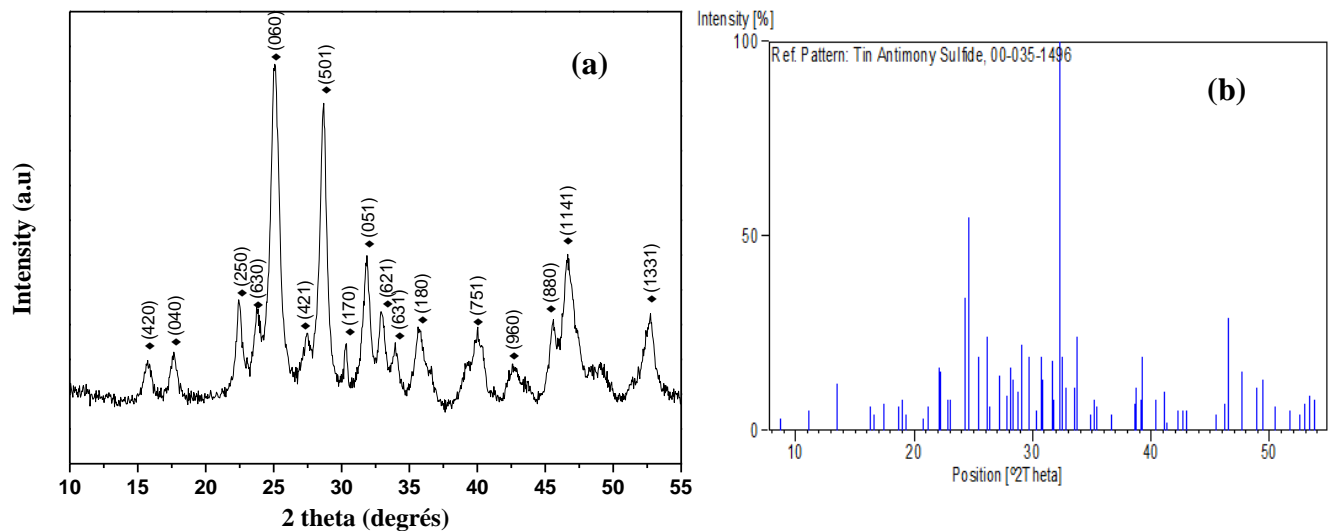 (a)
(420)
(040)
(250)
(630)
(060)
(421)
(501)
(170)
(051)
(621)
(631)
(180)
(751)
(960)
(880)
(1141)
(1331)
Intensity (a.u)
10 15 20 25 30 35 40 45 50 55
2 theta (degrés)
Intensity [%]
100
Ref. Pattern: Tin Antimony Sulfide, 00-035-1496
(b)
50
0
10 20 30 40 50
Position [°2Theta]